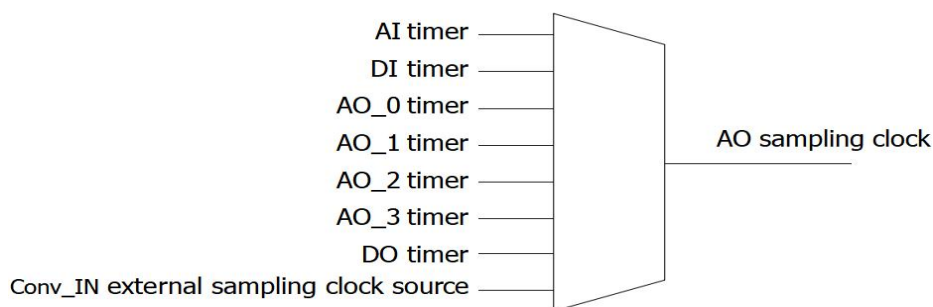 AI timer
DI timer
AO_0 timer
AO_1 timer
AO_2 timer
AO_3 timer
DO timer
Conv_IN external sampling clock source
AO sampling clock